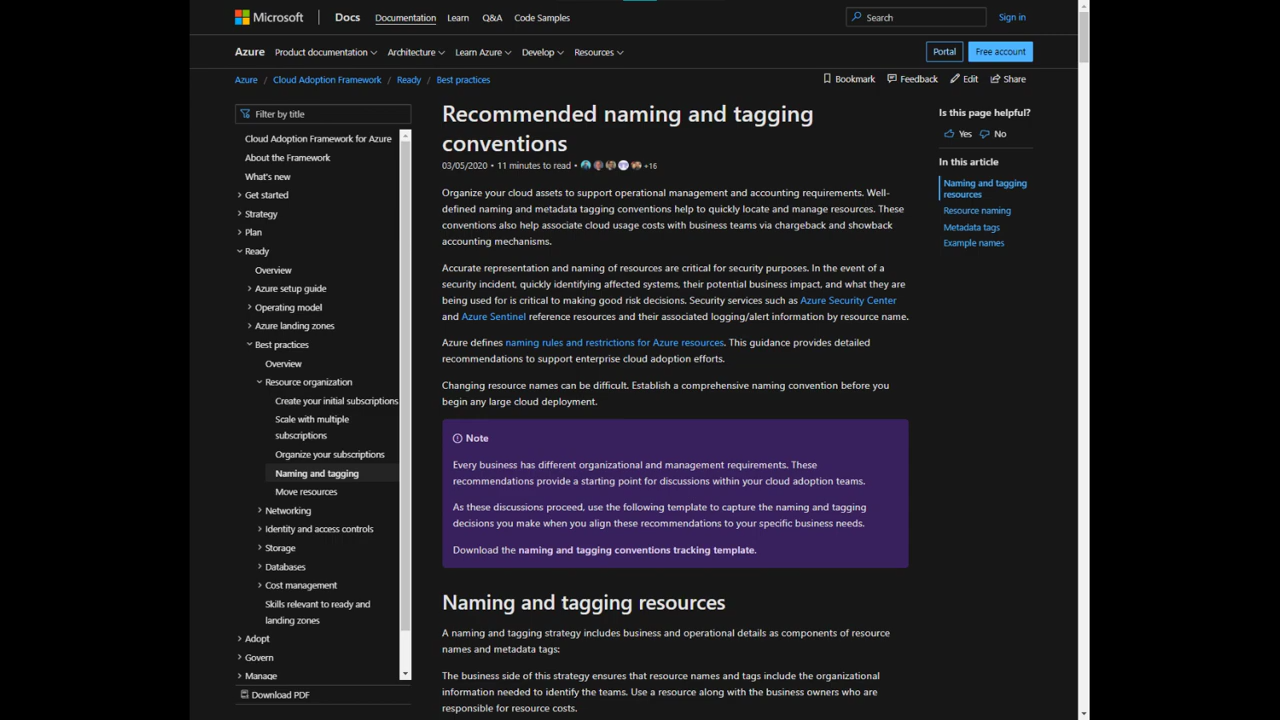 Microsoft Docs Documentation Learn Q&A Code Samples Search Sign in
Azure Product documentation Architecture Learn Azure Develop Resources Portal Free account
Azure / Cloud Adoption Framework / Ready / Best practices Bookmark Feedback Edit Share
Filter by title
Cloud Adoption Framework for Azure
About the Framework
What's new
Get started
Strategy
Plan
Ready
Overview
Azure setup guide
Operating model
Azure landing zones
Best practices
Overview
Resource organization
Create your initial subscriptions
Scale with multiple
subscriptions
Organize your subscriptions
Naming and tagging
Move resources
Networking
Identity and access controls
Storage
Databases
Cost management
Skills relevant to ready and
landing zones
Adopt
Govern
Manage
Download PDF
Recommended naming and tagging
conventions
03/05/2020 • 11 minutes to read • +16
Organize your cloud assets to support operational management and accounting requirements. Well-
defined naming and metadata tagging conventions help to quickly locate and manage resources. These
conventions also help associate cloud usage costs with business teams via chargeback and showback
accounting mechanisms.
Accurate representation and naming of resources are critical for security purposes. In the event of a
security incident, quickly identifying affected systems, their potential business impact, and what they are
being used for is critical to making good risk decisions. Security services such as Azure Security Center
and Azure Sentinel reference resources and their associated logging/alert information by resource name.
Azure defines naming rules and restrictions for Azure resources. This guidance provides detailed
recommendations to support enterprise cloud adoption efforts.
Changing resource names can be difficult. Establish a comprehensive naming convention before you
begin any large cloud deployment.
Note
Every business has different organizational and management requirements. These
recommendations provide a starting point for discussions within your cloud adoption teams.
As these discussions proceed, use the following template to capture the naming and tagging
decisions you make when you align these recommendations to your specific business needs.
Download the naming and tagging conventions tracking template.
Naming and tagging resources
A naming and tagging strategy includes business and operational details as components of resource
names and metadata tags:
The business side of this strategy ensures that resource names and tags include the organizational
information needed to identify the teams. Use a resource along with the business owners who are
responsible for resource costs.
Is this page helpful?
Yes No
In this article
Naming and tagging
resources
Resource naming
Metadata tags
Example names